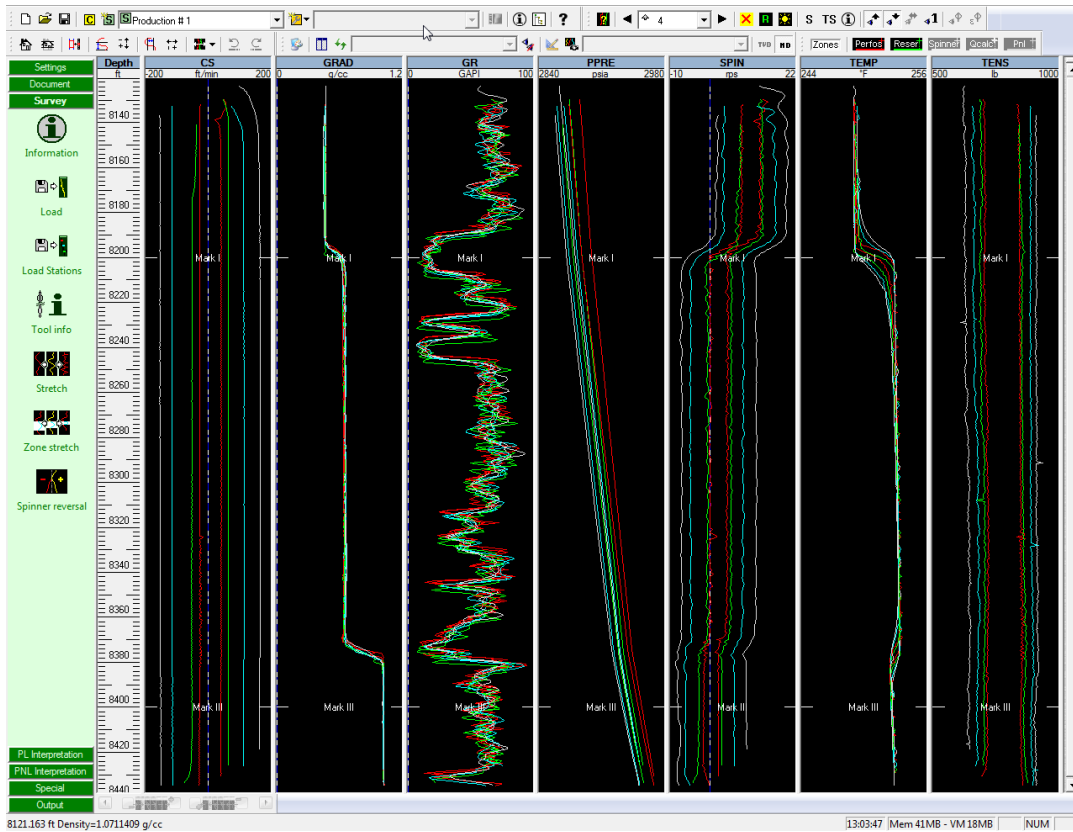 Production # 1
4
S TS
1
TVD MD Zones Perfos Reser! Spinner Qcalc! Pnl
Settings
Document
Survey
Information
Load
Load Stations
Tool info
Stretch
Zone stretch
Spinner reversal
PL Interpretation
PNL Interpretation
Special
Output
Depth CS GRAD GR PPRE SPIN TEMP TENS
ft -200 ft/min 200 0 g/cc 1.2 0 GAPI 100 2840 psia 2980 -10 rps 22 244 °F 256 500 lb 1000
8140
8160
8180
8200
Mark I Mark I Mark I Mark I Mark I Mark I Mark I
8220
8240
8260
8280
8300
8320
8340
8360
8380
8400
Mark III Mark III Mark III Mark III Mark II Mark III Mark III
8420
8440
8121.163 ft Density=1.0711409 g/cc 13:03:47 Mem 41MB - VM 18MB NUM